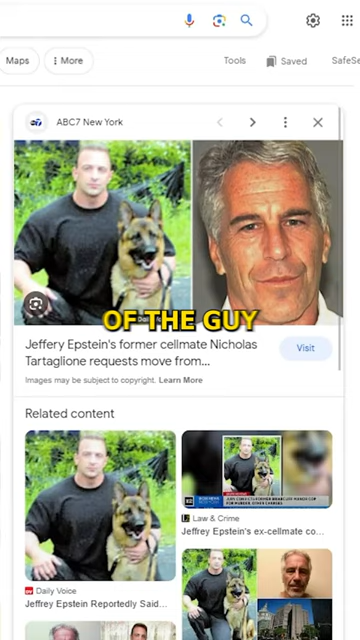 Maps
More
Tools
Saved
SafeSe
ABC7 New York
OF THE GUY
Jeffery Epstein's former cellmate Nicholas
Tartaglione requests move from...
Visit
Images may be subject to copyright. Learn More
Related content
Law & Crime
Jeffrey Epstein's ex-cellmate co...
Daily Voice
Jeffrey Epstein Reportedly Said...